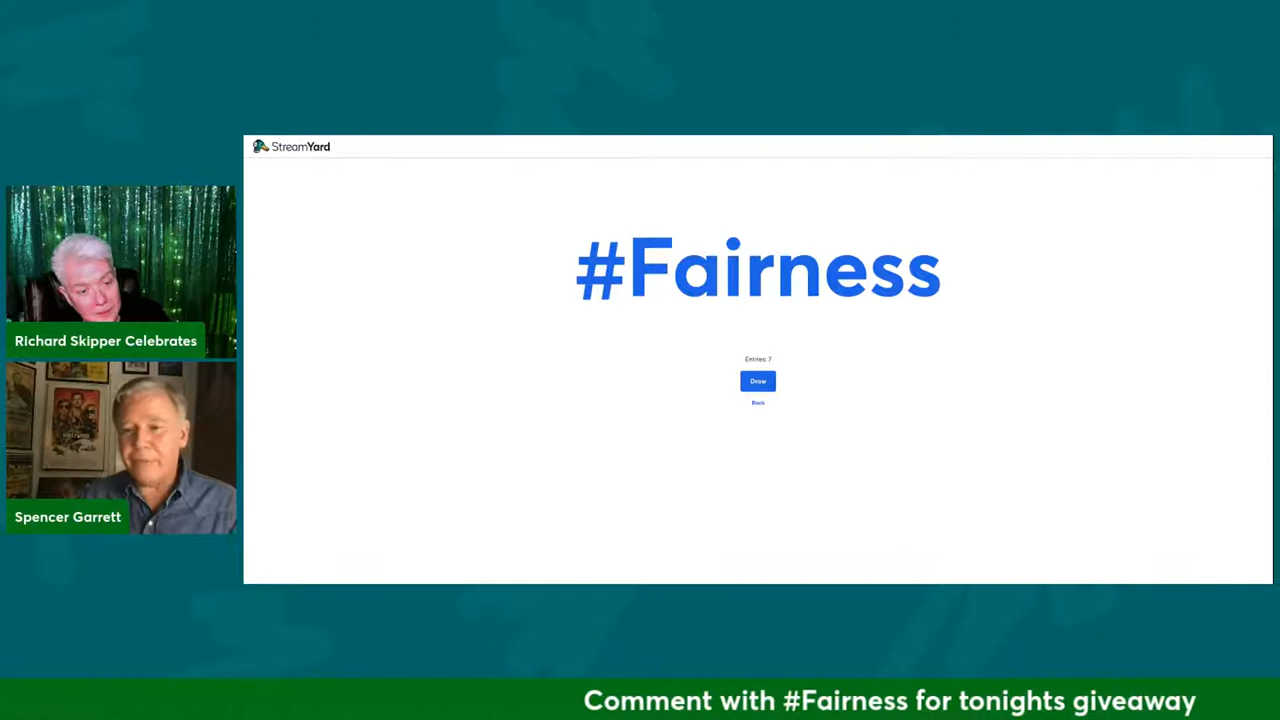 StreamYard
#Fairness
Entries: 7
Draw
Back
Richard Skipper Celebrates
Spencer Garrett
Comment with #Fairness for tonights giveaway